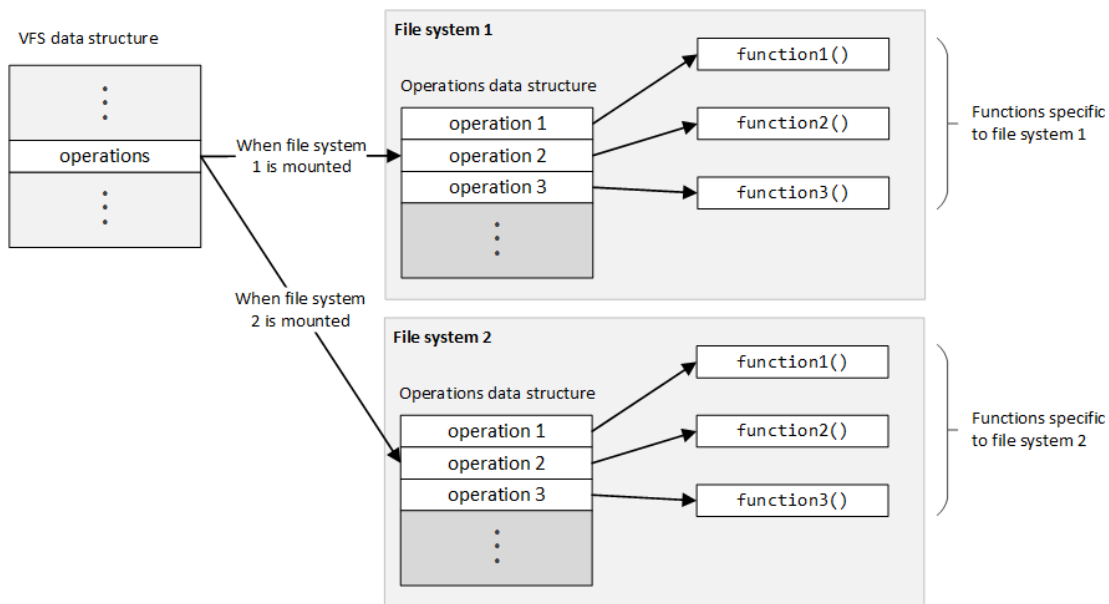 VFS data structure
operations
When file system
1 is mounted
When file system
2 is mounted
File system 1
Operations data structure
operation 1
operation 2
operation 3
function1()
function2()
function3()
Functions specific
to file system 1
File system 2
Operations data structure
operation 1
operation 2
operation 3
function1()
function2()
function3()
Functions specific
to file system 2